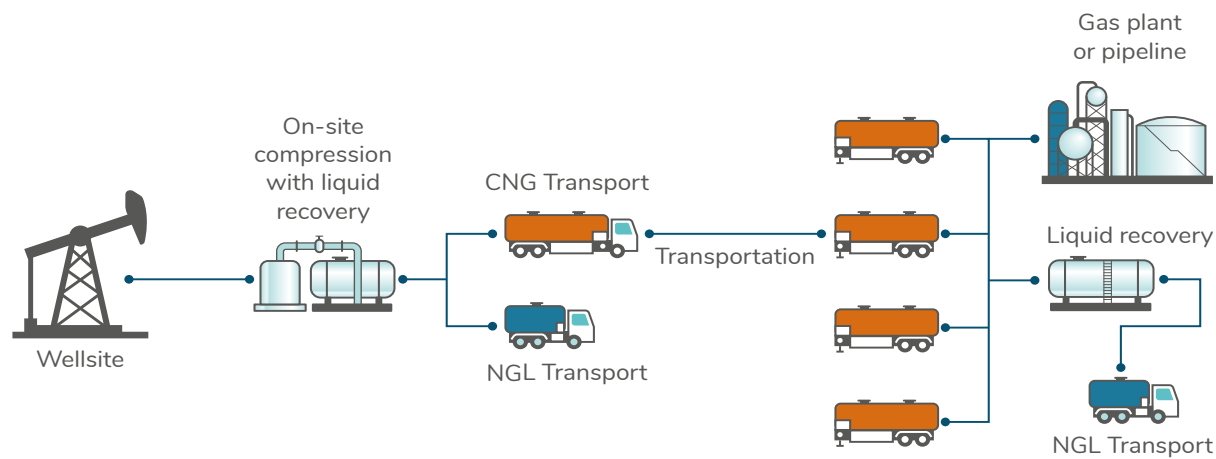 Wellsite
On-site
compression
with liquid
recovery
CNG Transport
NGL Transport
Transportation
Gas plant
or pipeline
Liquid recovery
NGL Transport